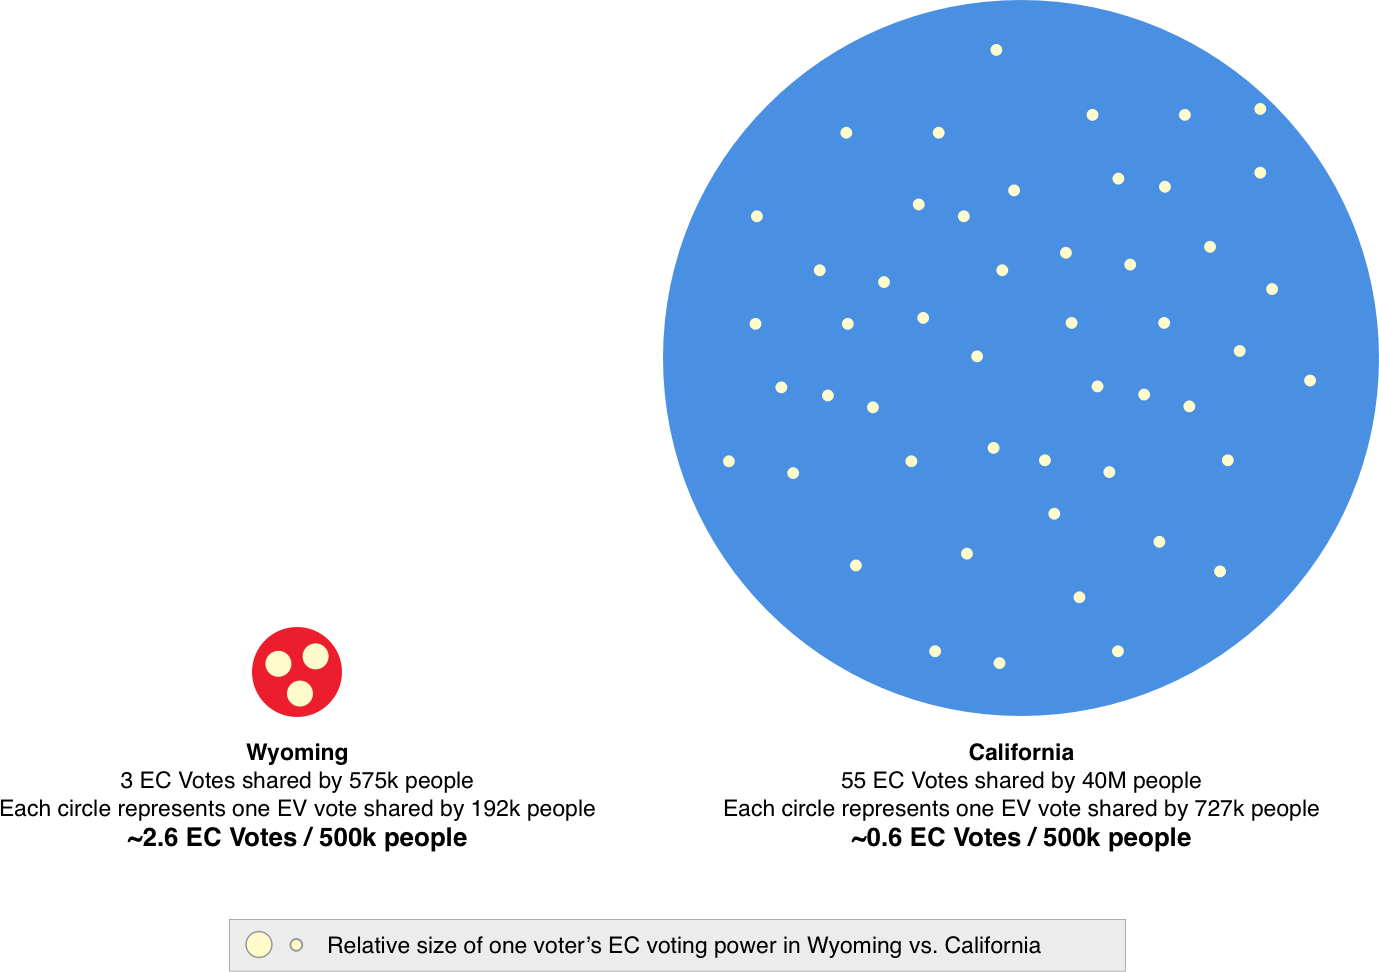 Wyoming
3 EC Votes shared by 575k people
Each circle represents one EV vote shared by 192k people
~2.6 EC Votes / 500k people
California
55 EC Votes shared by 40M people
Each circle represents one EV vote shared by 727k people
~0.6 EC Votes / 500k people
Relative size of one voter’s EC voting power in Wyoming vs. California